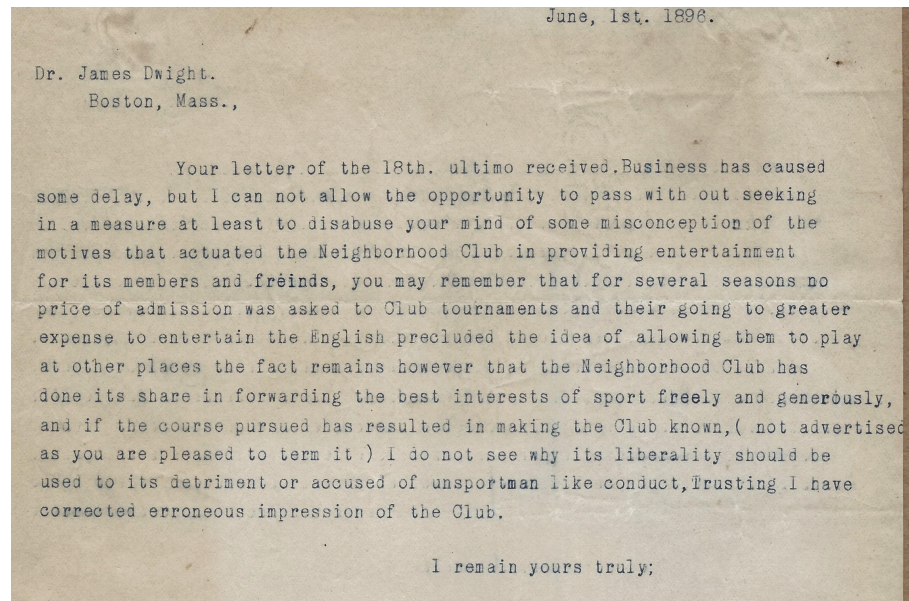 June, 1st. 1896.
Dr. James Dwight.
Boston, Mass.,
Your letter of the 18th. ultimo received.Business has caused
some delay, but I can not allow the opportunity to pass with out seeking
in a measure at least to disabuse your mind of some misconception of the
motives that actuated the Neighborhood Club in providing entertainment
for its members and freinds, you may remember that for several seasons no
price of admission was asked to Club tournaments and their going to greater
expense to entertain the English precluded the idea of allowing them to play
at other places the fact remains however that the Neighborhood Club has
done its share in forwarding the best interests of sport freely and generously,
and if the course pursued has resulted in making the Club known,( not advertised
as you are pleased to term it ) I do not see why its liberality should be
used to its detriment or accused of unsportman like conduct,Trusting I have
corrected erroneous impression of the Club.
I remain yours truly;